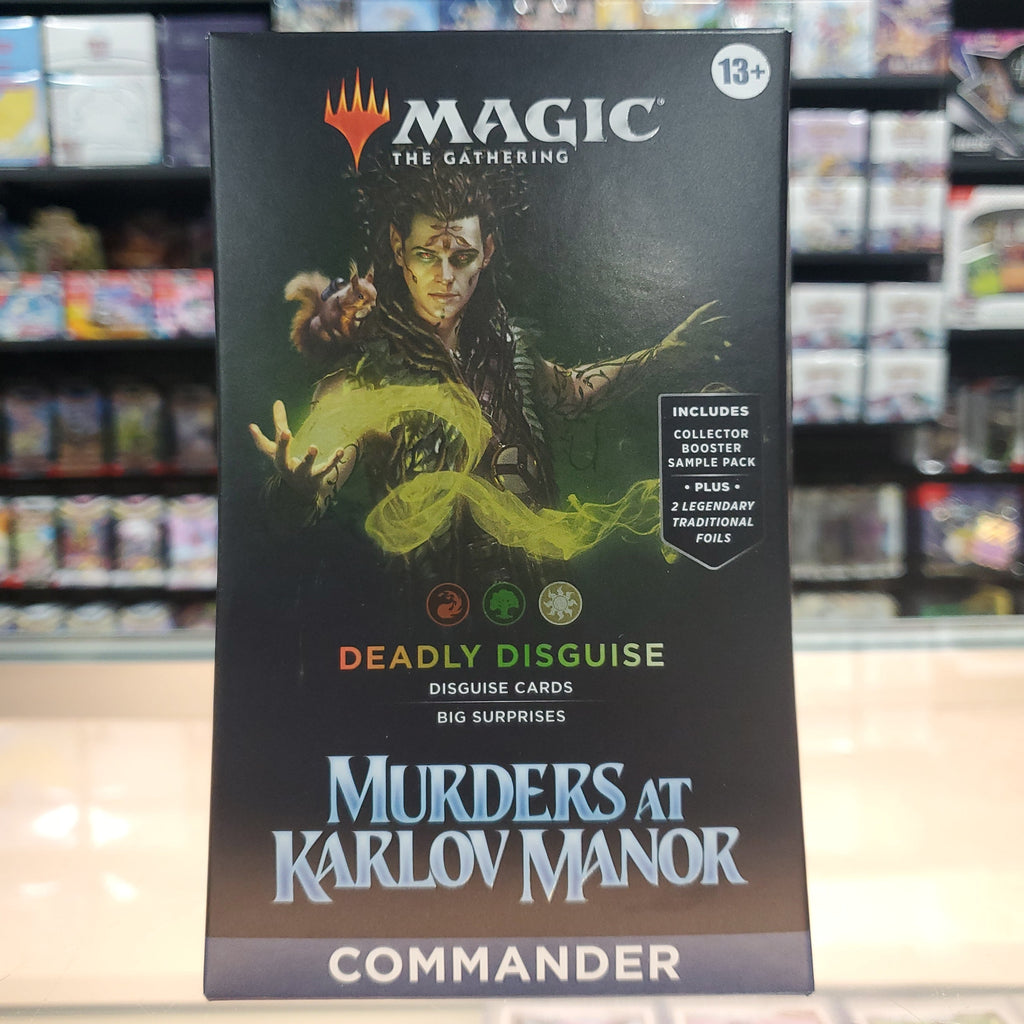 13+
MAGIC
THE GATHERING
INCLUDES
COLLECTOR
BOOSTER
SAMPLE PACK
• PLUS •
2 LEGENDARY
TRADITIONAL
FOILS
DEADLY DISGUISE
DISGUISE CARDS
BIG SURPRISES
MURDERS AT
KARLOV MANOR
COMMANDER